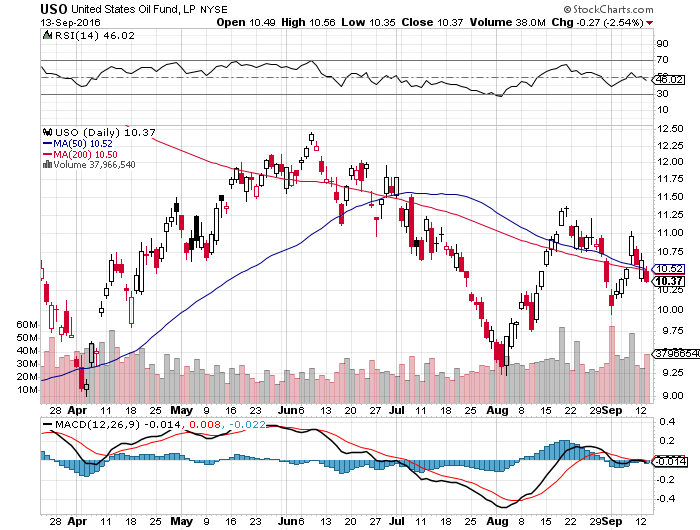 USO United States Oil Fund, LP NYSE © StockCharts.com
13-Sep-2016 Open 10.49 High 10.56 Low 10.35 Close 10.37 Volume 38.0M Chg -0.27 (-2.54%)
RSI(14) 46.02
90
70
50
46.02
30
10
USO (Daily) 10.37
MA(50) 10.52
MA(200) 10.50
Volume 37,966,540
12.50
12.25
12.00
11.75
11.50
11.25
11.00
10.75
10.52
10.37
10.25
10.00
9.75
37966540
9.25
9.00
60M
50M
40M
30M
20M
10M
28 Apr 11 18 25 May 9 16 23 Jun 6 13 20 27 Jul 11 18 25 Aug 8 15 22 29 Sep 12
MACD(12,26,9) -0.014, 0.008, -0.022
0.4
0.2
-0.014
-0.2
-0.4
28 Apr 11 18 25 May 9 16 23 Jun 6 13 20 27 Jul 11 18 25 Aug 8 15 22 29 Sep 12